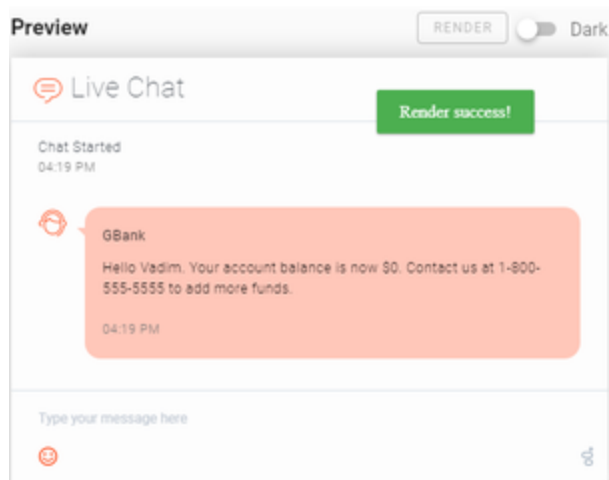 Preview
RENDER
Dark
Live Chat
Render success!
Chat Started
04:19 PM
GBank
Hello Vadim. Your account balance is now $0. Contact us at 1-800-
555-5555 to add more funds.
04:19 PM
Type your message here